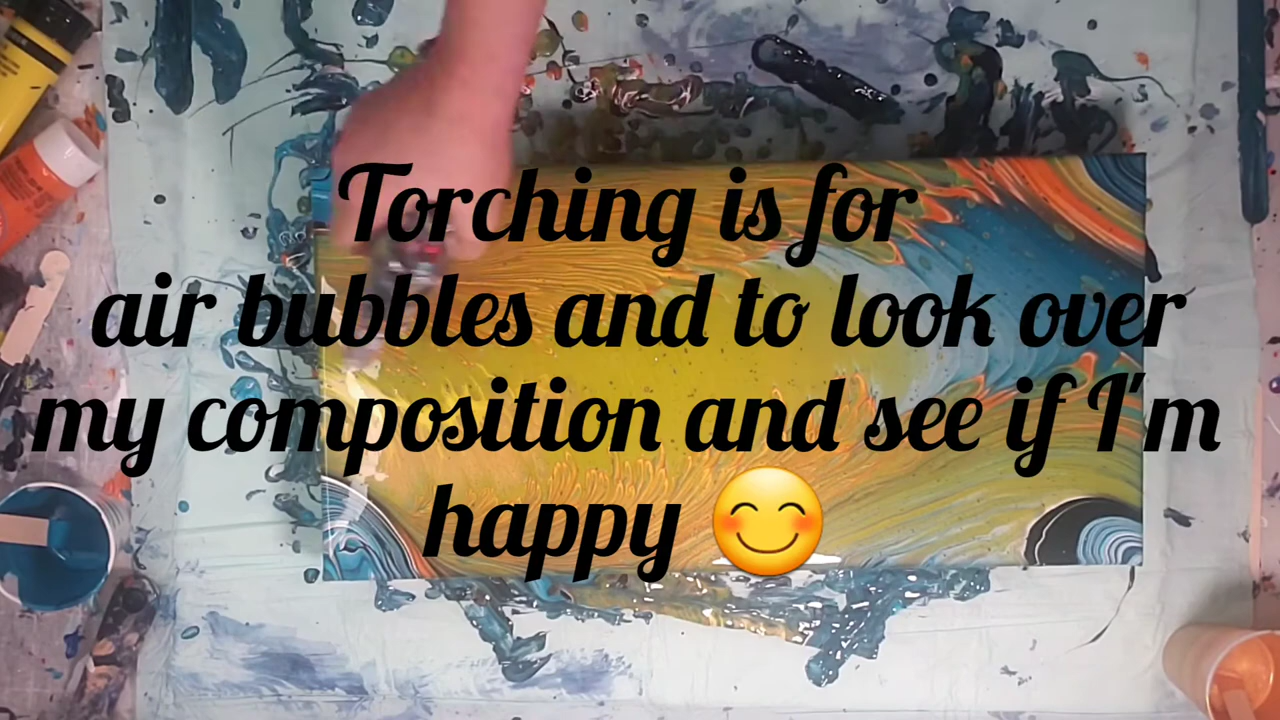 Torching is for
air bubbles and to look over
my composition and see if I'm
happy 😊